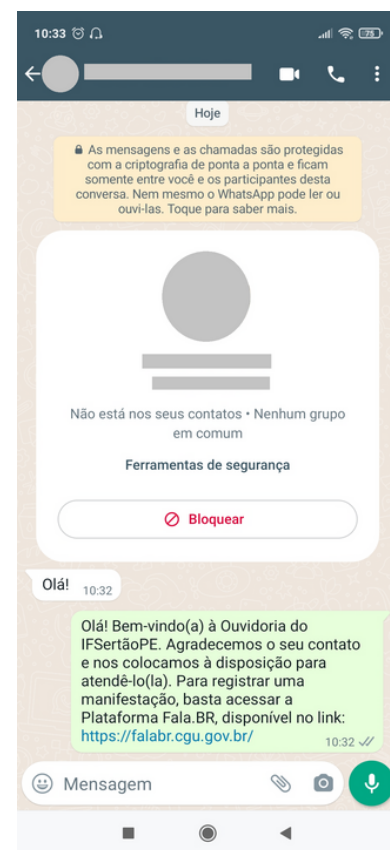 10:33
75
Hoje
As mensagens e as chamadas são protegidas
com a criptografia de ponta a ponta e ficam
somente entre você e os participantes desta
conversa. Nem mesmo o WhatsApp pode ler ou
ouvi-las. Toque para saber mais.
Não está nos seus contatos • Nenhum grupo
em comum
Ferramentas de segurança
Bloquear
Olá! 10:32
Olá! Bem-vindo(a) à Ouvidoria do
IFSertãoPE. Agradecemos o seu contato
e nos colocamos à disposição para
atendê-lo(la). Para registrar uma
manifestação, basta acessar a
Plataforma Fala.BR, disponível no link:
https://falabr.cgu.gov.br/ 10:32
Mensagem